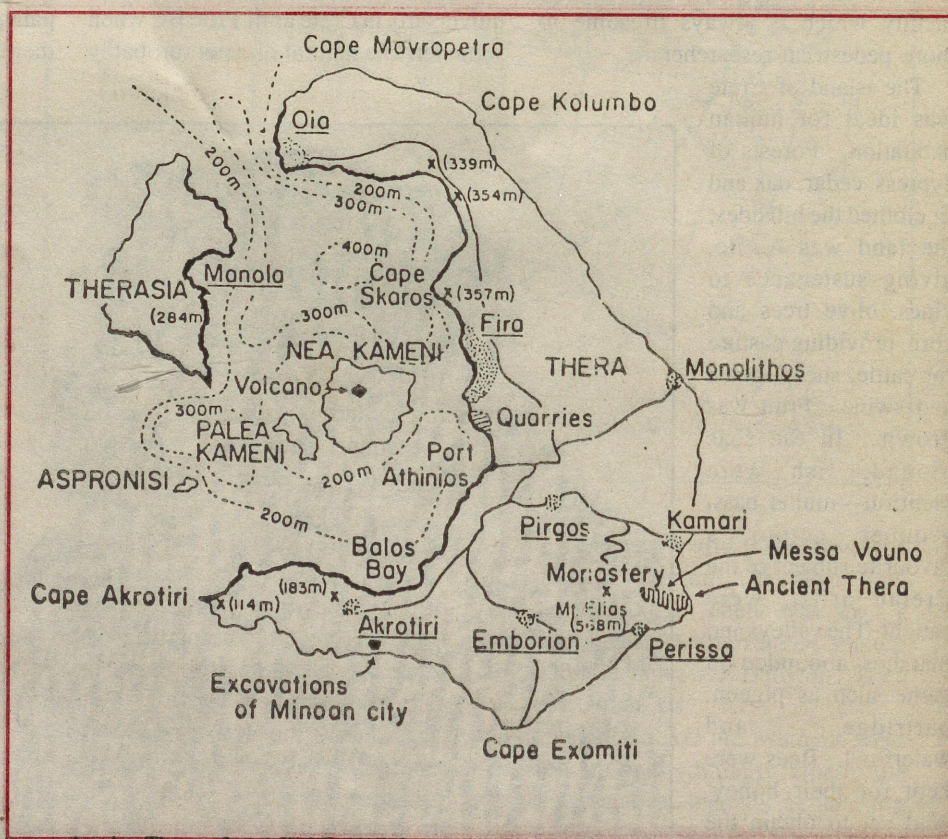 Cape Mavropetra
Cape Kolumbo
Oia
(339m)
200m
200m
(354m)
300m
400m
Manola
Cape
Skaros
THERASIA
(284m)
(357m)
300m
Fira
NEA KAMENI
THERA
Monolithos
Volcano
300m
Quarries
PALEA
KAMENI
Port
Athinios
200m
ASPRONISI
200m
Pirgos
Kamari
Balos
Bay
Messa Vouno
Monastery
Ancient Thera
Cape Akrotiri
(183m)
(114m)
Mt. Elias
(568m)
Akrotiri
Emborion
Perissa
Excavations
of Minoan city
Cape Exomiti